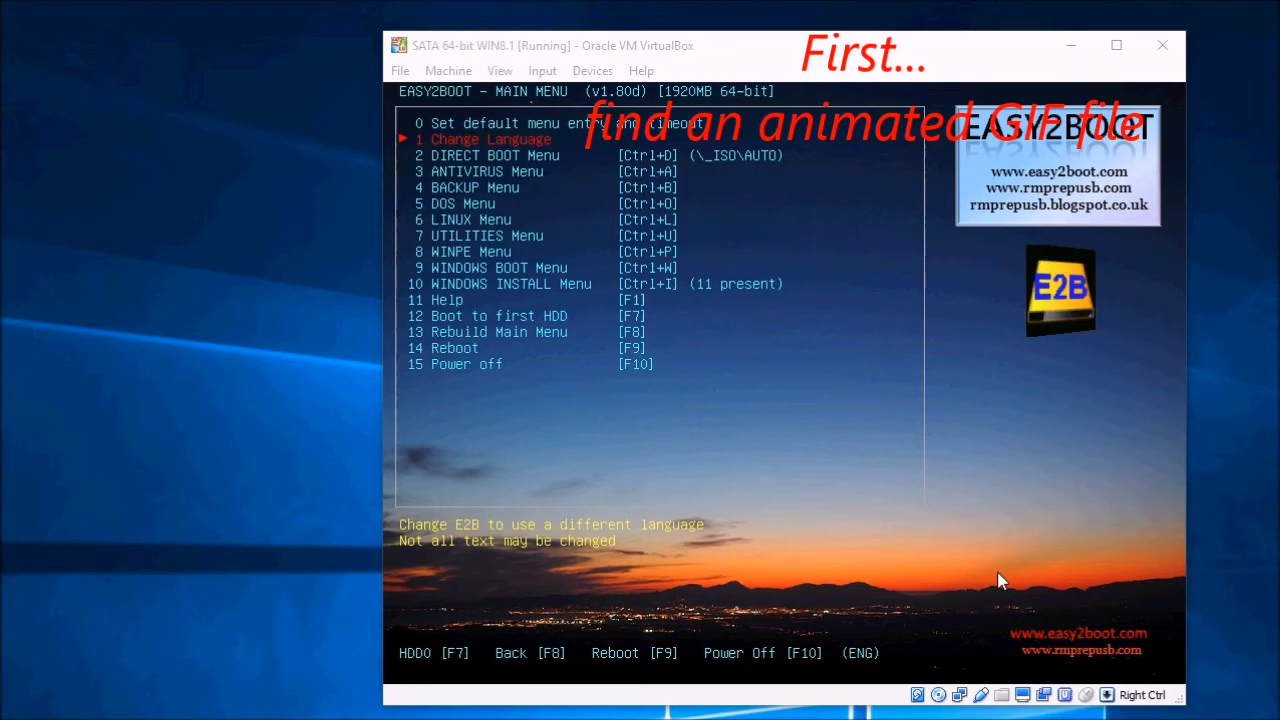 SATA 64-bit WIN8.1 [Running] - Oracle VM VirtualBox
First...
File Machine View Input Devices Help
EASY2BOOT - MAIN MENU (v1.80d) [1920MB 64-bit]
find an animated GIF file
0 Set default menu entry and timeout
1 Change Language
2 DIRECT BOOT Menu [Ctrl+D] (\_ISO\AUTO)
3 ANTIVIRUS Menu [Ctrl+A]
4 BACKUP Menu [Ctrl+B]
5 DOS Menu [Ctrl+O]
6 LINUX Menu [Ctrl+L]
7 UTILITIES Menu [Ctrl+U]
8 WINPE Menu [Ctrl+P]
9 WINDOWS BOOT Menu [Ctrl+W]
10 WINDOWS INSTALL Menu [Ctrl+I] (11 present)
11 Help [F1]
12 Boot to first HDD [F7]
13 Rebuild Main Menu [F8]
14 Reboot [F9]
15 Power off [F10]
EASY2BOOT
www.easy2boot.com
www.rmprepusb.com
rmprepusb.blogspot.co.uk
E2B
Change E2B to use a different language
Not all text may be changed
www.easy2boot.com
www.rmprepusb.com
HDD0 [F7] Back [F8] Reboot [F9] Power Off [F10] (ENG)
Right Ctrl